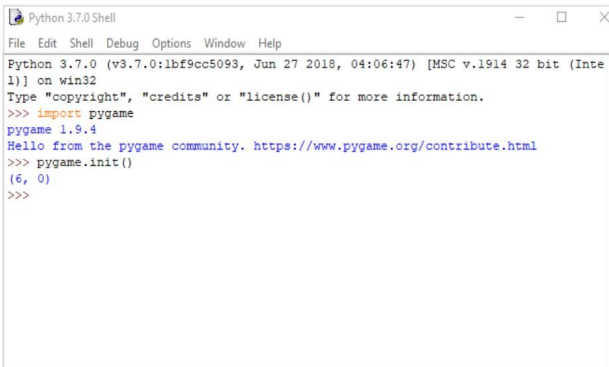 Python 3.7.0 Shell
File Edit Shell Debug Options Window Help
Python 3.7.0 (v3.7.0:1bf9cc5093, Jun 27 2018, 04:06:47) [MSC v.1914 32 bit (Inte
l)] on win32
Type "copyright", "credits" or "license()" for more information.
>>> import pygame
pygame 1.9.4
Hello from the pygame community. https://www.pygame.org/contribute.html
>>> pygame.init()
(6, 0)
>>>